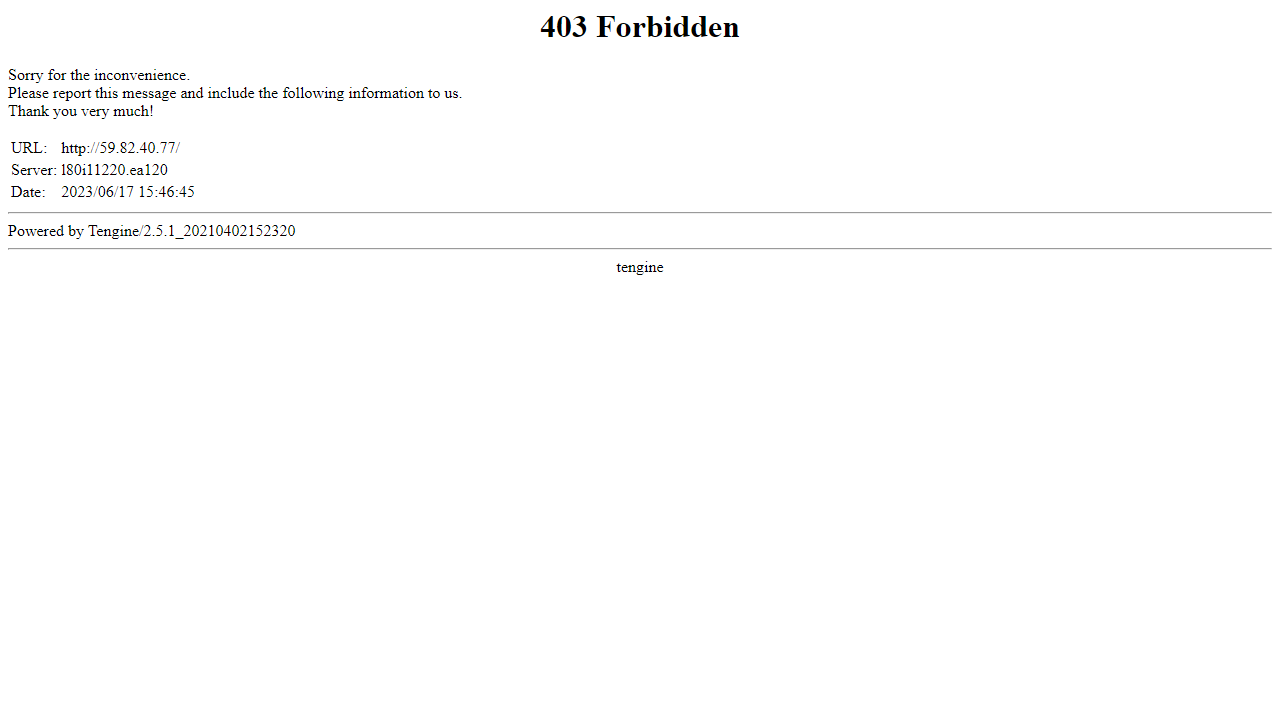 403 Forbidden
Sorry for the inconvenience.
Please report this message and include the following information to us.
Thank you very much!
URL: http://59.82.40.77/
Server: l80i11220.ea120
Date: 2023/06/17 15:46:45
Powered by Tengine/2.5.1_20210402152320
tengine